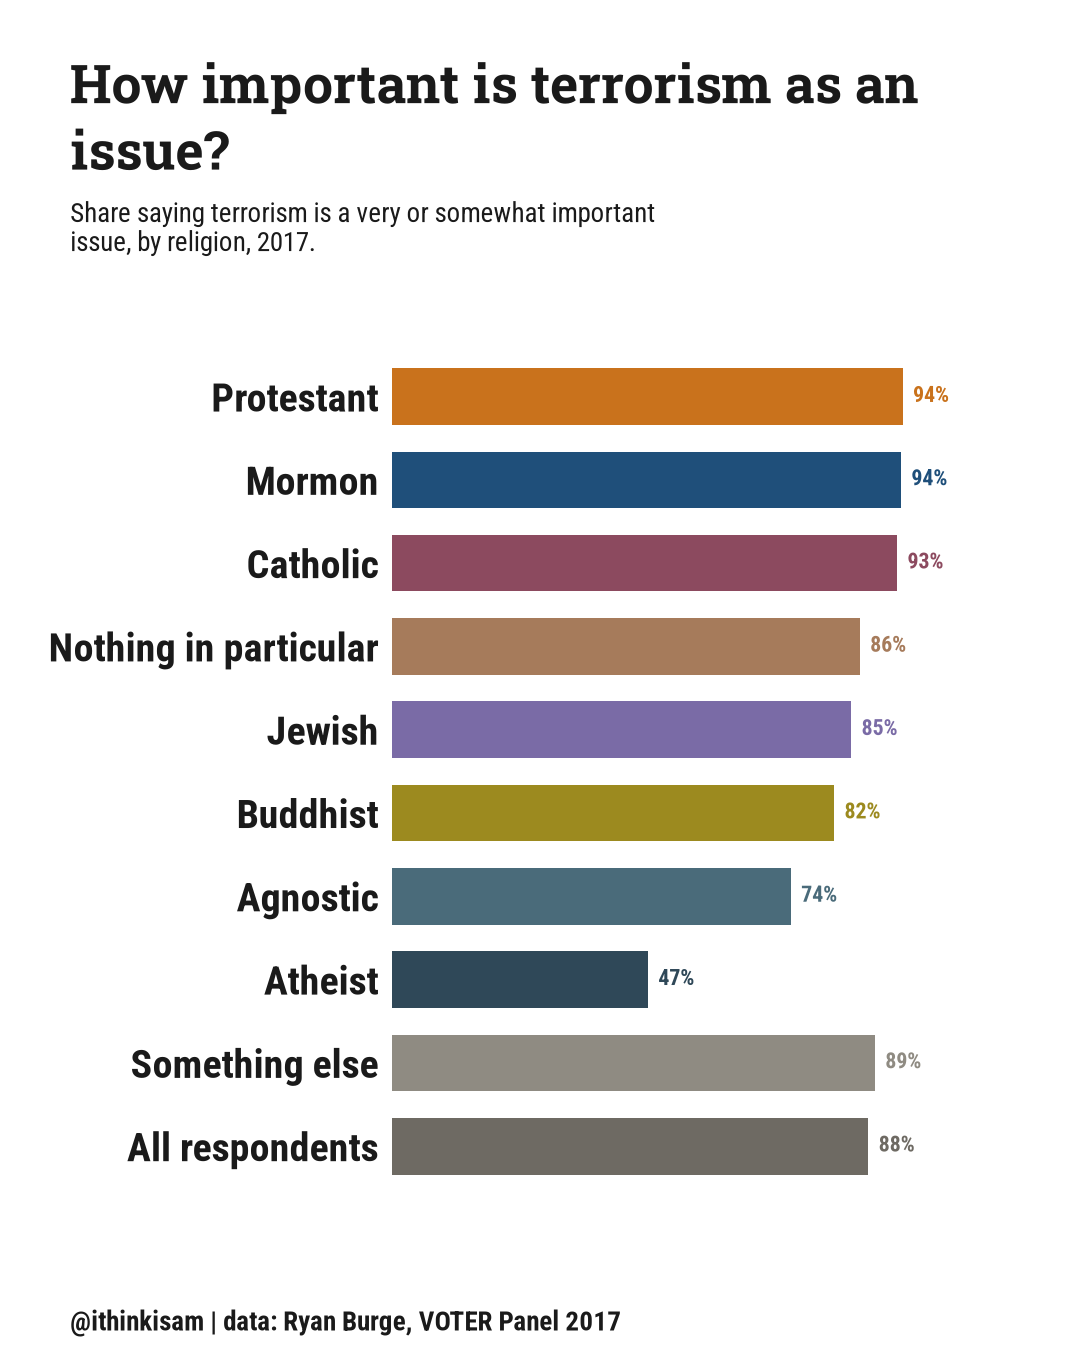 How important is terrorism as an
issue?
Share saying terrorism is a very or somewhat important
issue, by religion, 2017.
Protestant 94%
Mormon 94%
Catholic 93%
Nothing in particular 86%
Jewish 85%
Buddhist 82%
Agnostic 74%
Atheist 47%
Something else 89%
All respondents 88%
@ithinkisam | data: Ryan Burge, VOTER Panel 2017